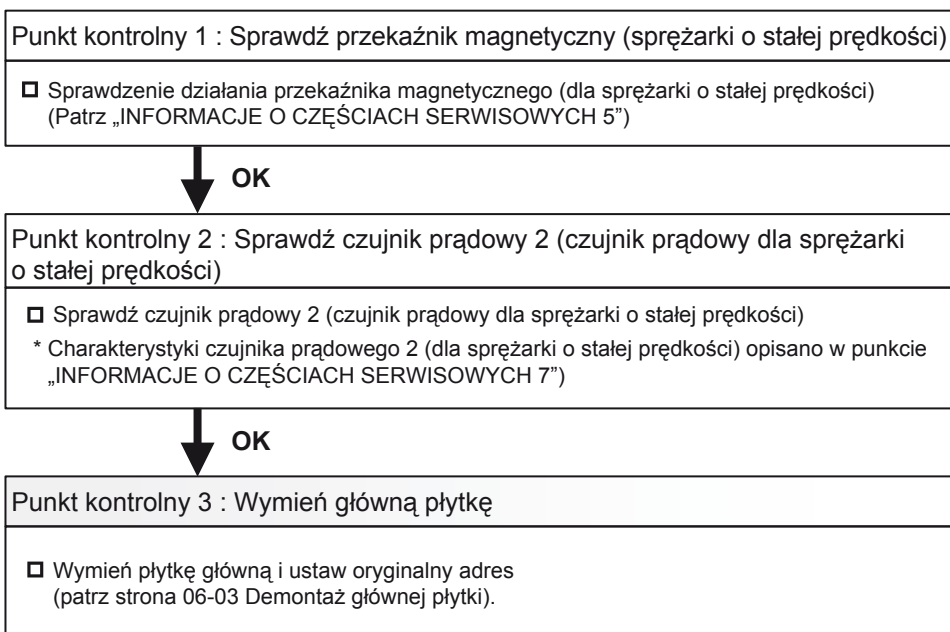 Punkt kontrolny 1 : Sprawdź przekaźnik magnetyczny (sprężarki o stałej prędkości)
Sprawdzenie działania przekaźnika magnetycznego (dla sprężarki o stałej prędkości)
(Patrz „INFORMACJE O CZĘŚCIACH SERWISOWYCH 5”)
OK
Punkt kontrolny 2 : Sprawdź czujnik prądowy 2 (czujnik prądowy dla sprężarki
o stałej prędkości)
Sprawdź czujnik prądowy 2 (czujnik prądowy dla sprężarki o stałej prędkości)
* Charakterystyki czujnika prądowego 2 (dla sprężarki o stałej prędkości) opisano w punkcie
„INFORMACJE O CZĘŚCIACH SERWISOWYCH 7”)
OK
Punkt kontrolny 3 : Wymień główną płytkę
Wymień płytkę główną i ustaw oryginalny adres
(patrz strona 06-03 Demontaż głównej płytki).